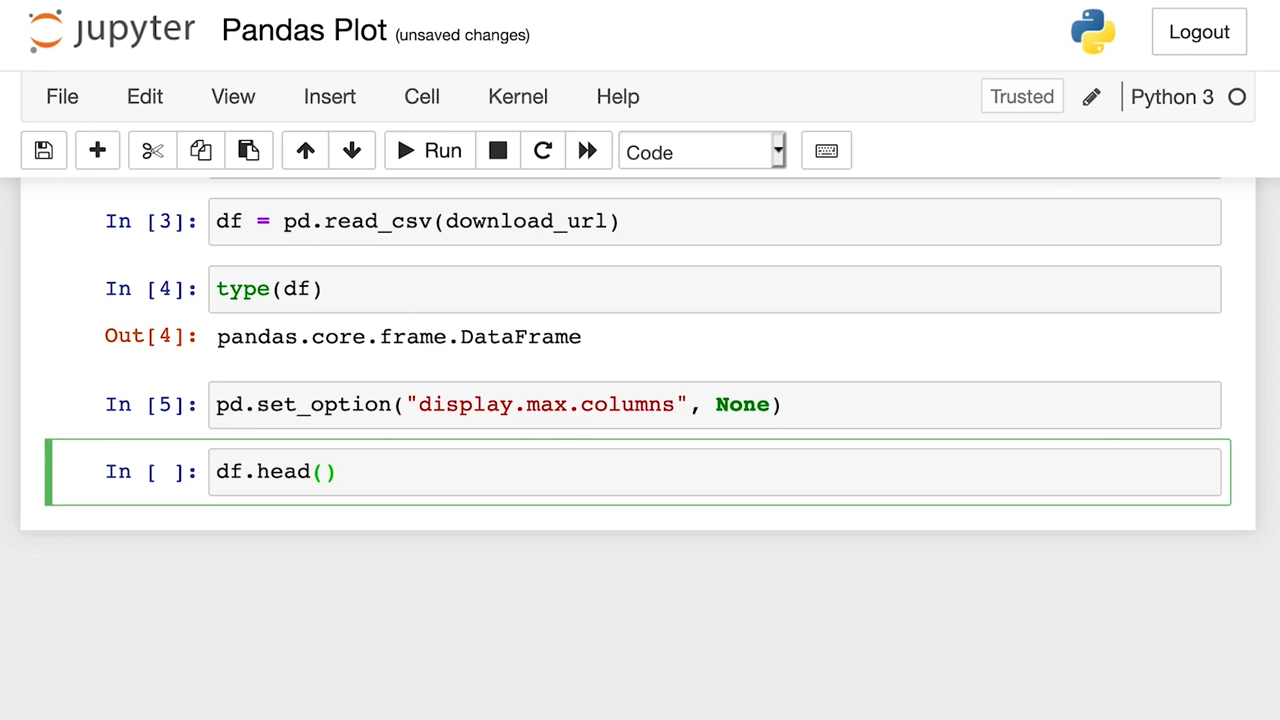 jupyter Pandas Plot (unsaved changes) Logout
File Edit View Insert Cell Kernel Help Trusted Python 3
Run Code
In [3]: df = pd.read_csv(download_url)
In [4]: type(df)
Out[4]: pandas.core.frame.DataFrame
In [5]: pd.set_option("display.max.columns", None)
In [ ]: df.head()